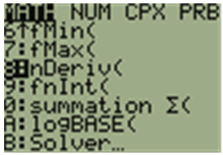 MATH NUM CPX PRB
6↑fMin(
7:fMax(
8:nDeriv(
9:fnInt(
0:summation Σ(
A:logBASE(
B:Solver…